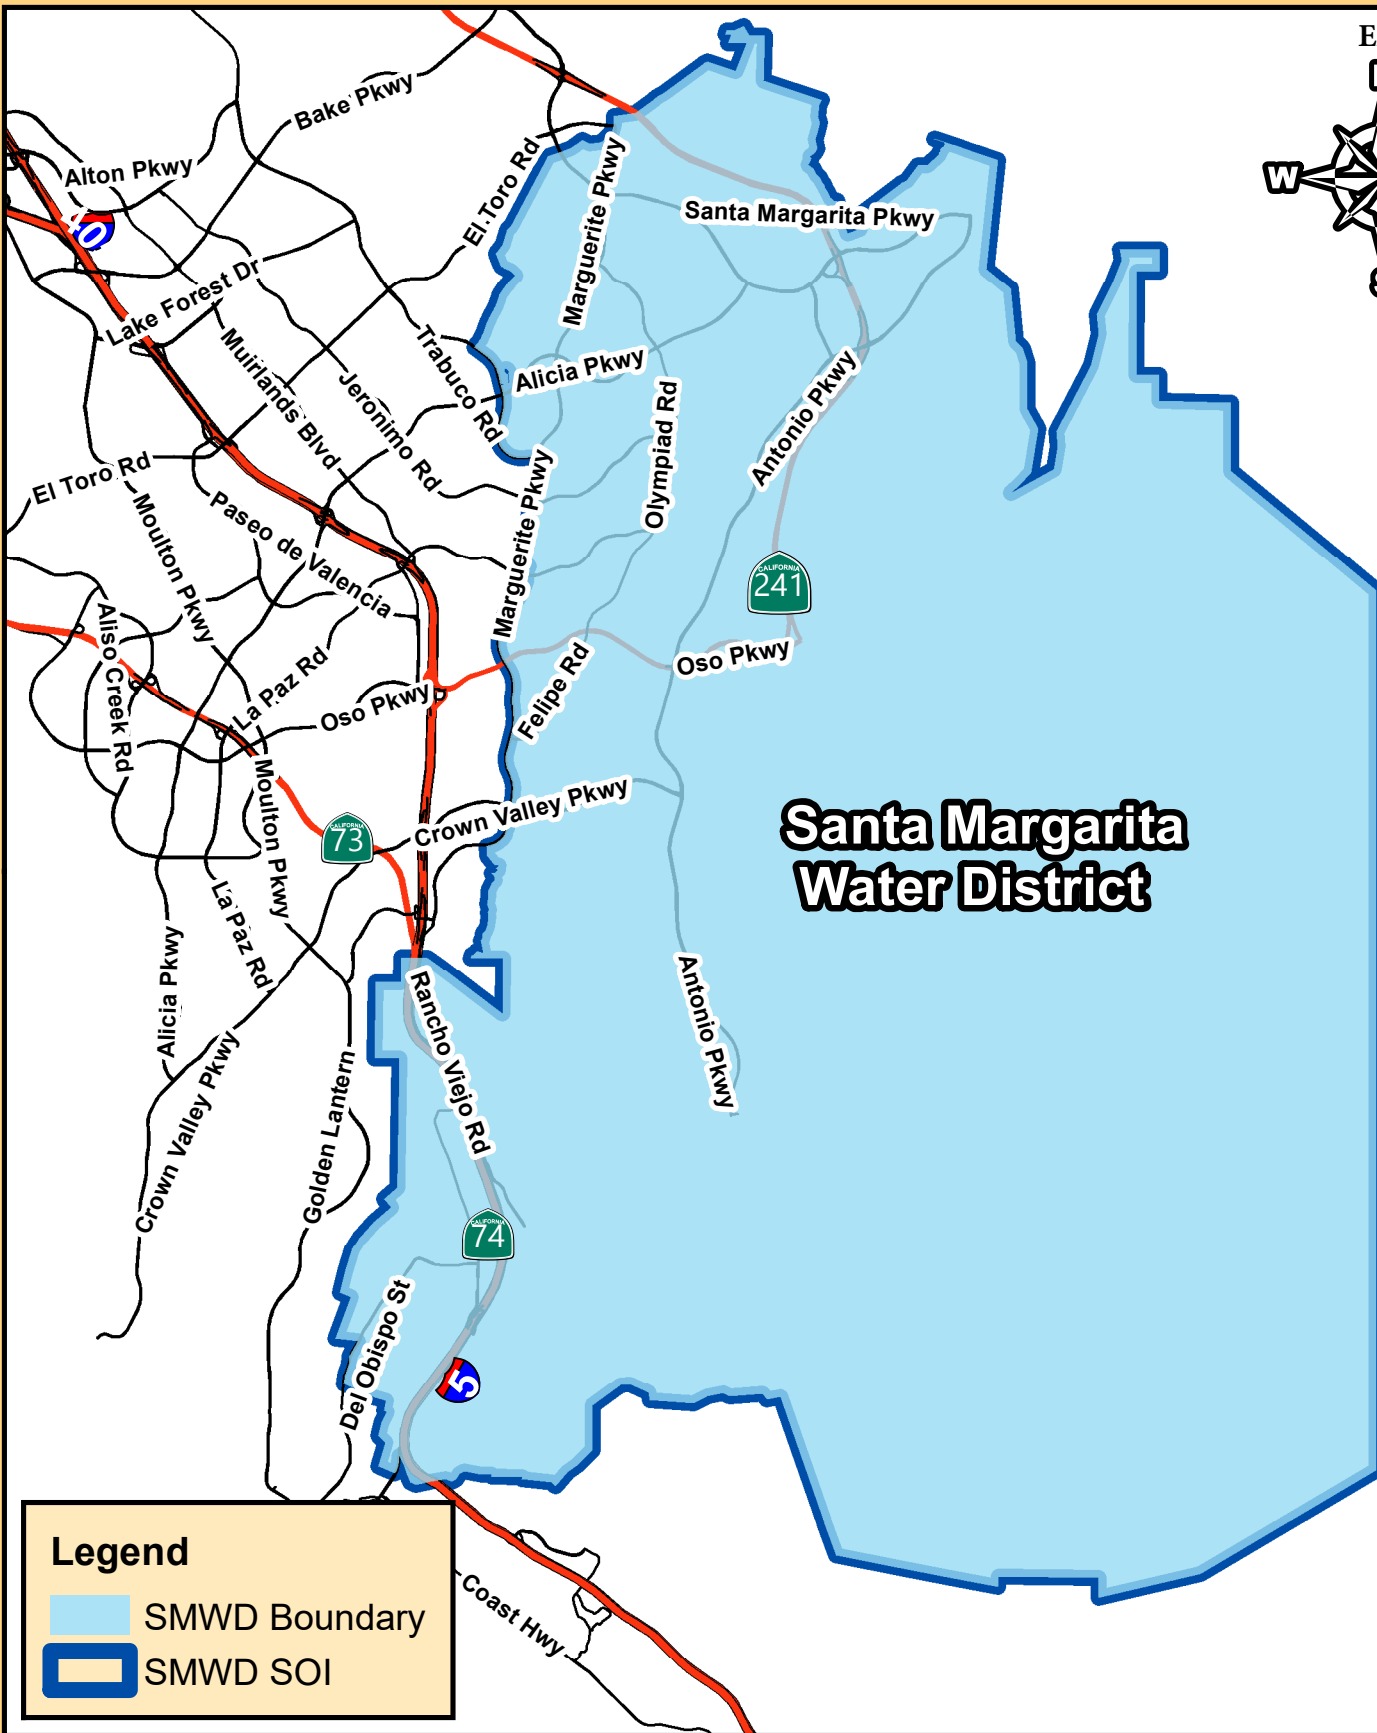 E
Bake Pkwy
Alton Pkwy
El Toro Rd
Marguerite Pkwy
W
Santa Margarita Pkwy
40
Lake Forest Dr
Muirlands Blvd
Jeronimo Rd
Trabuco Rd
Alicia Pkwy
Olympiad Rd
Antonio Pkwy
El Toro Rd
Moulton Pkwy
Paseo de Valencia
Marguerite Pkwy
CALIFORNIA
241
Aliso Creek Rd
La Paz Rd
Oso Pkwy
Felipe Rd
Oso Pkwy
Moulton Pkwy
CALIFORNIA
73
Crown Valley Pkwy
Santa Margarita
Water District
La Paz Rd
Alicia Pkwy
Rancho Viejo Rd
Antonio Pkwy
Crown Valley Pkwy
Golden Lantern
CALIFORNIA
74
Del Obispo St
5
Legend
SMWD Boundary
SMWD SOI
Coast Hwy